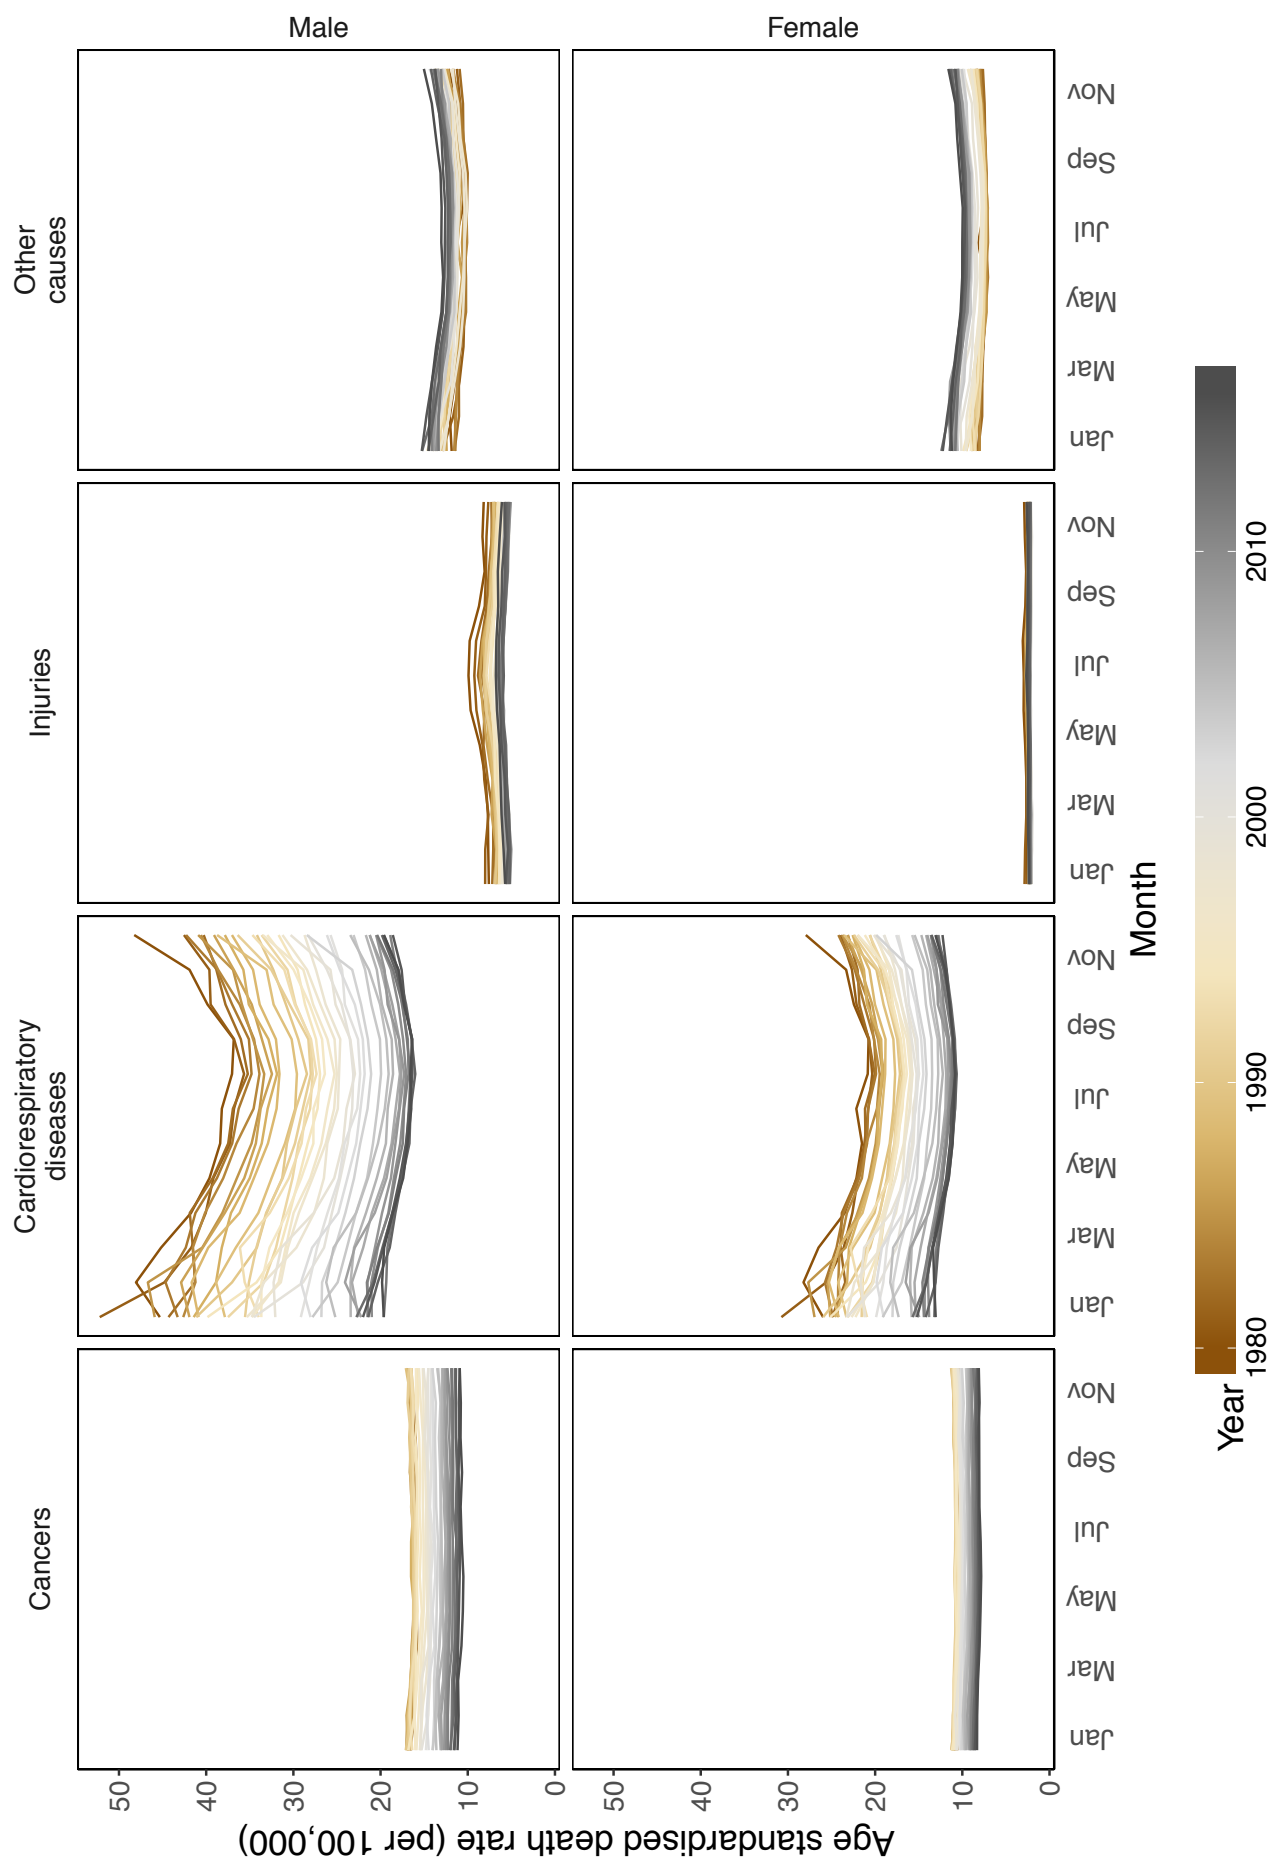 Cancers
Cardiorespiratory
diseases
Injuries
Other
causes
Male
Female
Age standardised death rate (per 100,000)
50
40
30
20
10
0
50
40
30
20
10
0
Jan
Mar
May
Jul
Sep
Nov
Jan
Mar
May
Jul
Sep
Nov
Jan
Mar
May
Jul
Sep
Nov
Jan
Mar
May
Jul
Sep
Nov
Month
Year
1980
1990
2000
2010